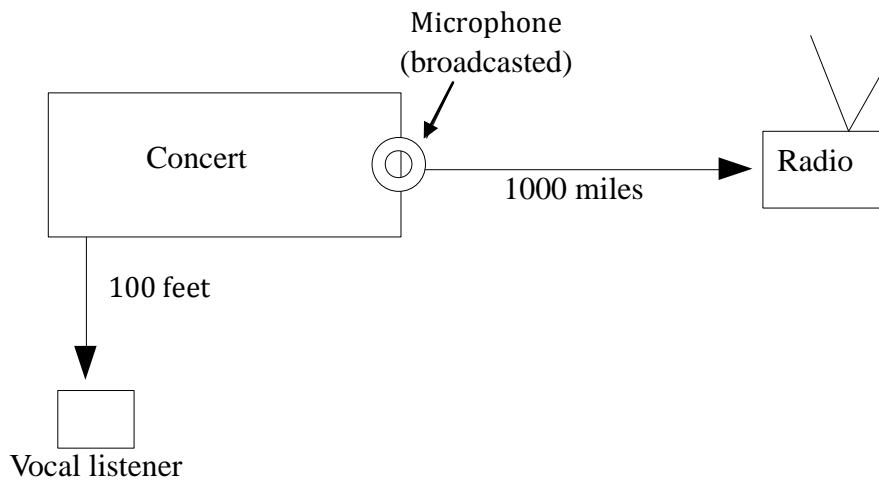 Microphone
(broadcasted)
Concert
Radio
1000 miles
100 feet
Vocal listener